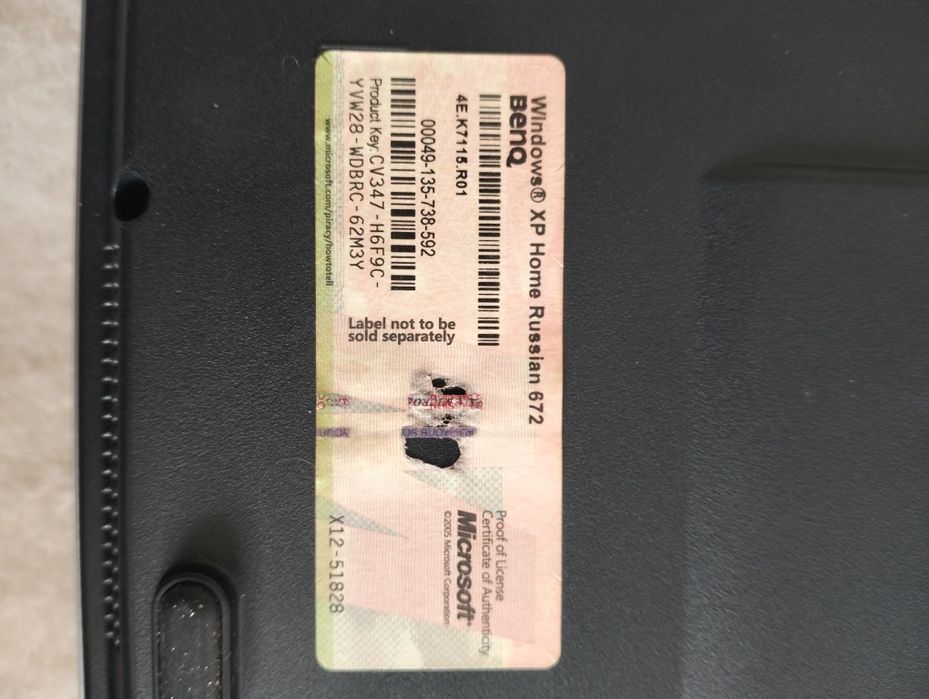 Windows® XP Home Russian 672
BenQ
4E.K7115.R01
00049-135-738-592
Product Key: CV347-H6F9C-
YVW28-WDBRC-62M3Y
www.microsoft.com/piracy/howtotell
Label not to be
sold separately
Proof of License
Certificate of Authenticity
Microsoft®
©2005 Microsoft Corporation
X12-51828